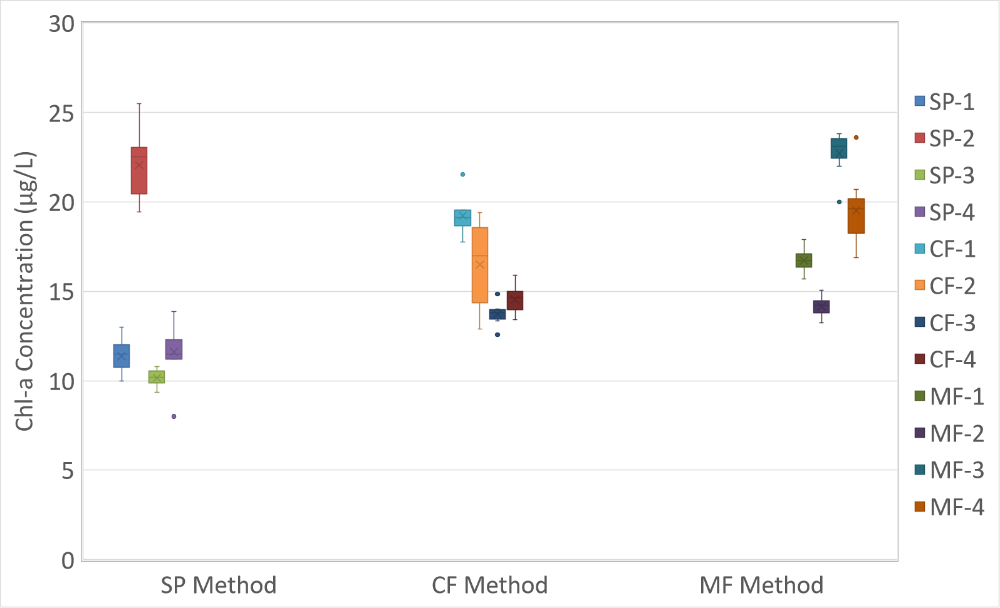 30
25
20
15
10
5
0
Chl-a Concentration (µg/L)
SP Method
CF Method
MF Method
SP-1
SP-2
SP-3
SP-4
CF-1
CF-2
CF-3
CF-4
MF-1
MF-2
MF-3
MF-4